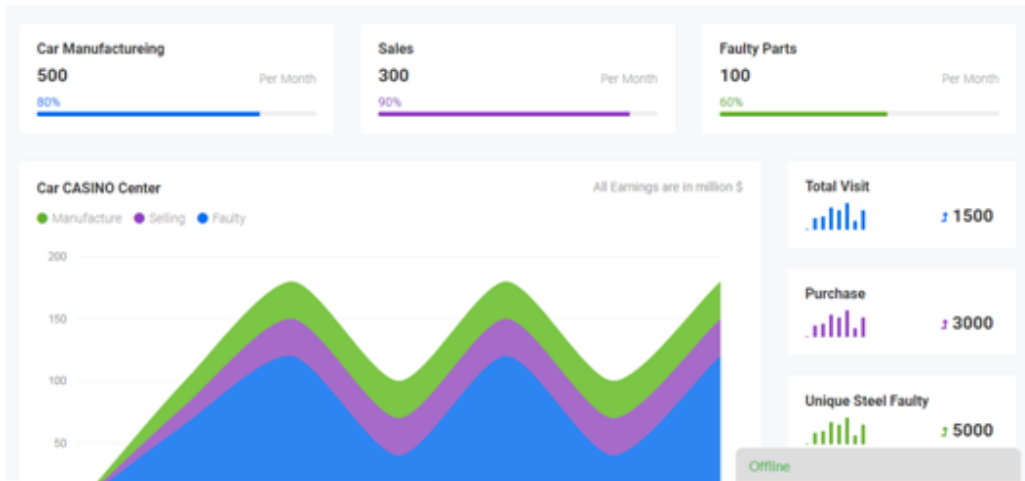 Car Manufactureing
500 Per Month
80%
Sales
300 Per Month
90%
Faulty Parts
100 Per Month
60%
Car CASINO Center All Earnings are in million $
Manufacture Selling Faulty
200
150
100
50
Total Visit
1500
Purchase
3000
Unique Steel Faulty
5000
Offline